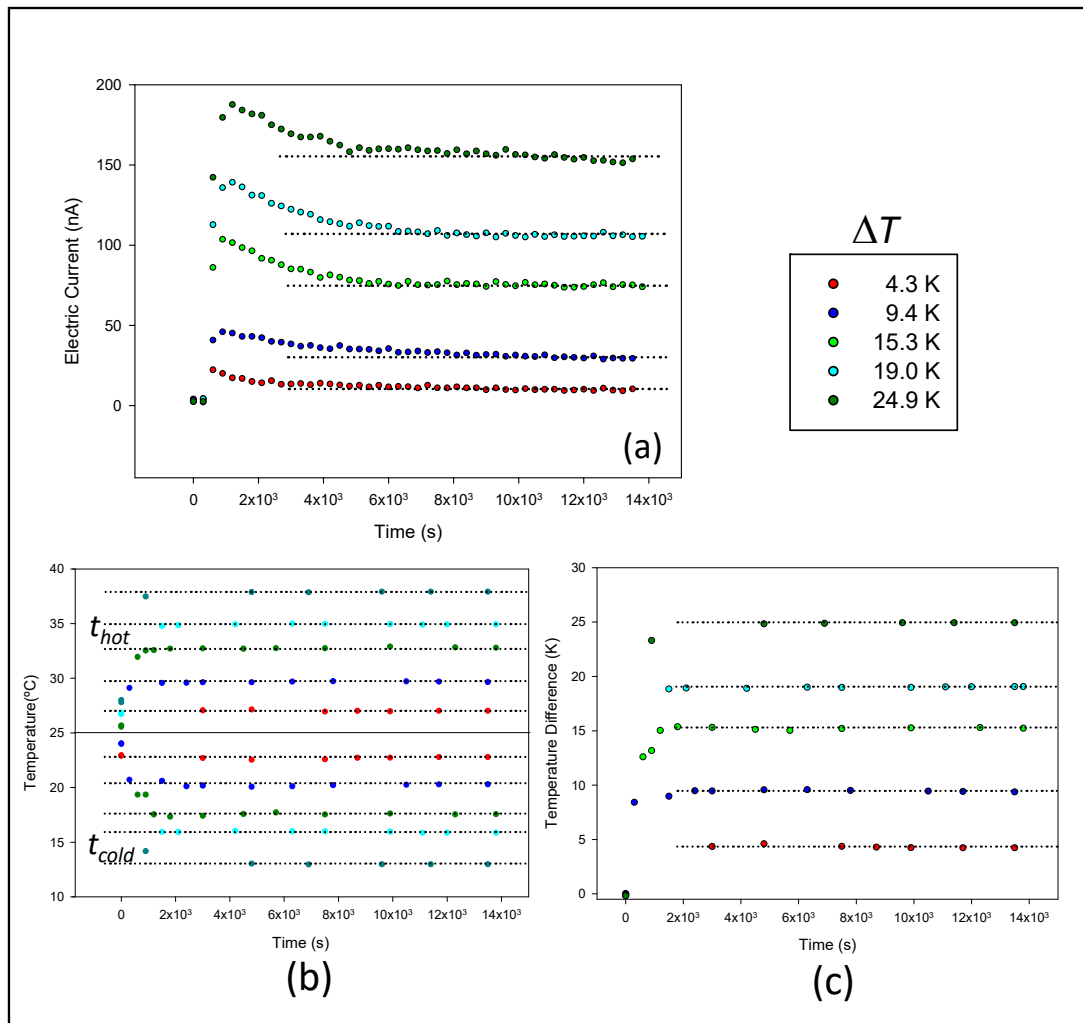 200
150
100
50
0
Electric Current (nA)
(a)
0 2x10³ 4x10³ 6x10³ 8x10³ 10x10³ 12x10³ 14x10³
Time (s)
ΔT
4.3 K
9.4 K
15.3 K
19.0 K
24.9 K
40
35
30
25
20
15
10
Temperature(ºC)
t_hot
t_cold
0 2x10³ 4x10³ 6x10³ 8x10³ 10x10³ 12x10³ 14x10³
Time (s)
(b)
30
25
20
15
10
5
0
Temperature Difference (K)
0 2x10³ 4x10³ 6x10³ 8x10³ 10x10³ 12x10³ 14x10³
Time (s)
(c)